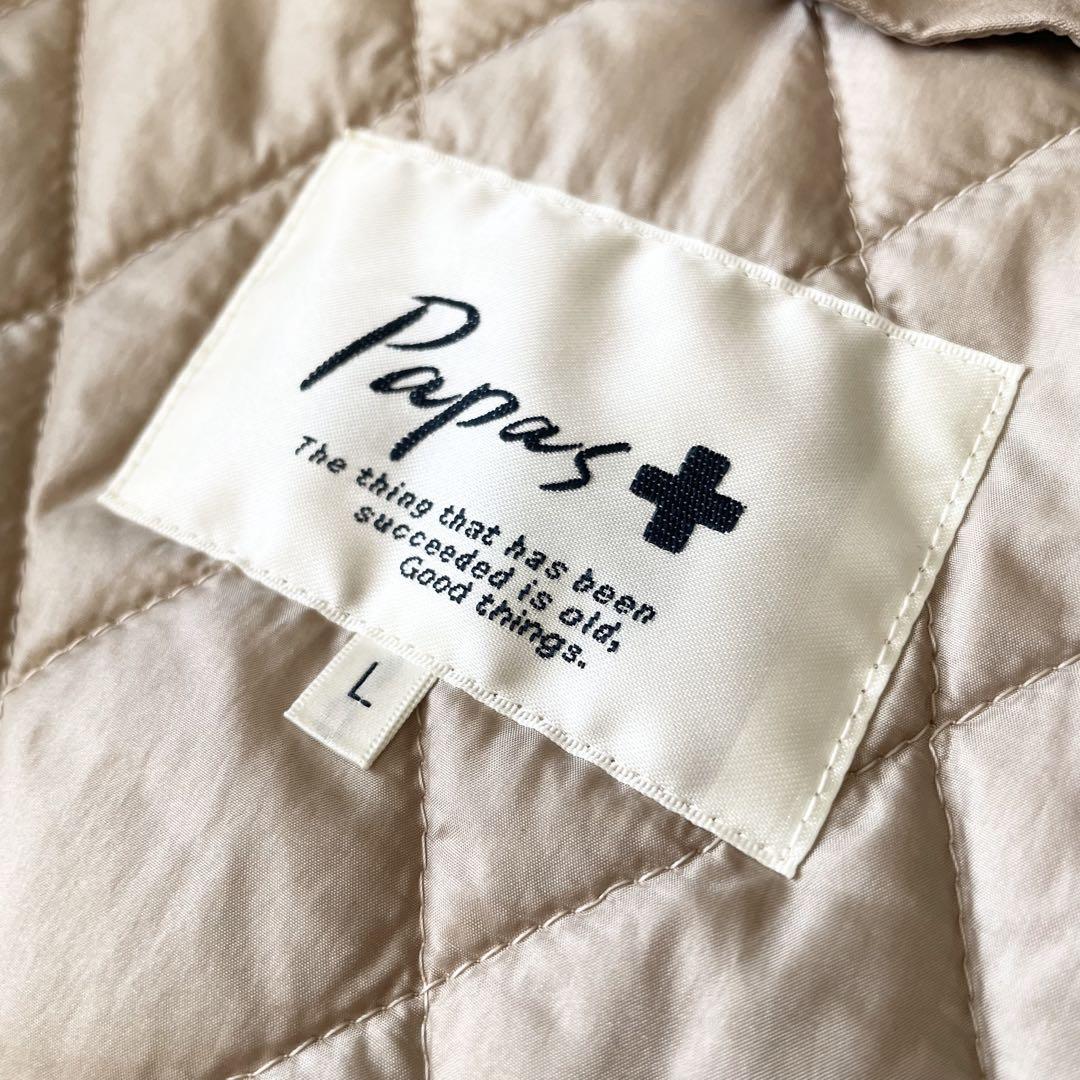 Papas+
The thing that has been
succeeded is old,
Good things.
L